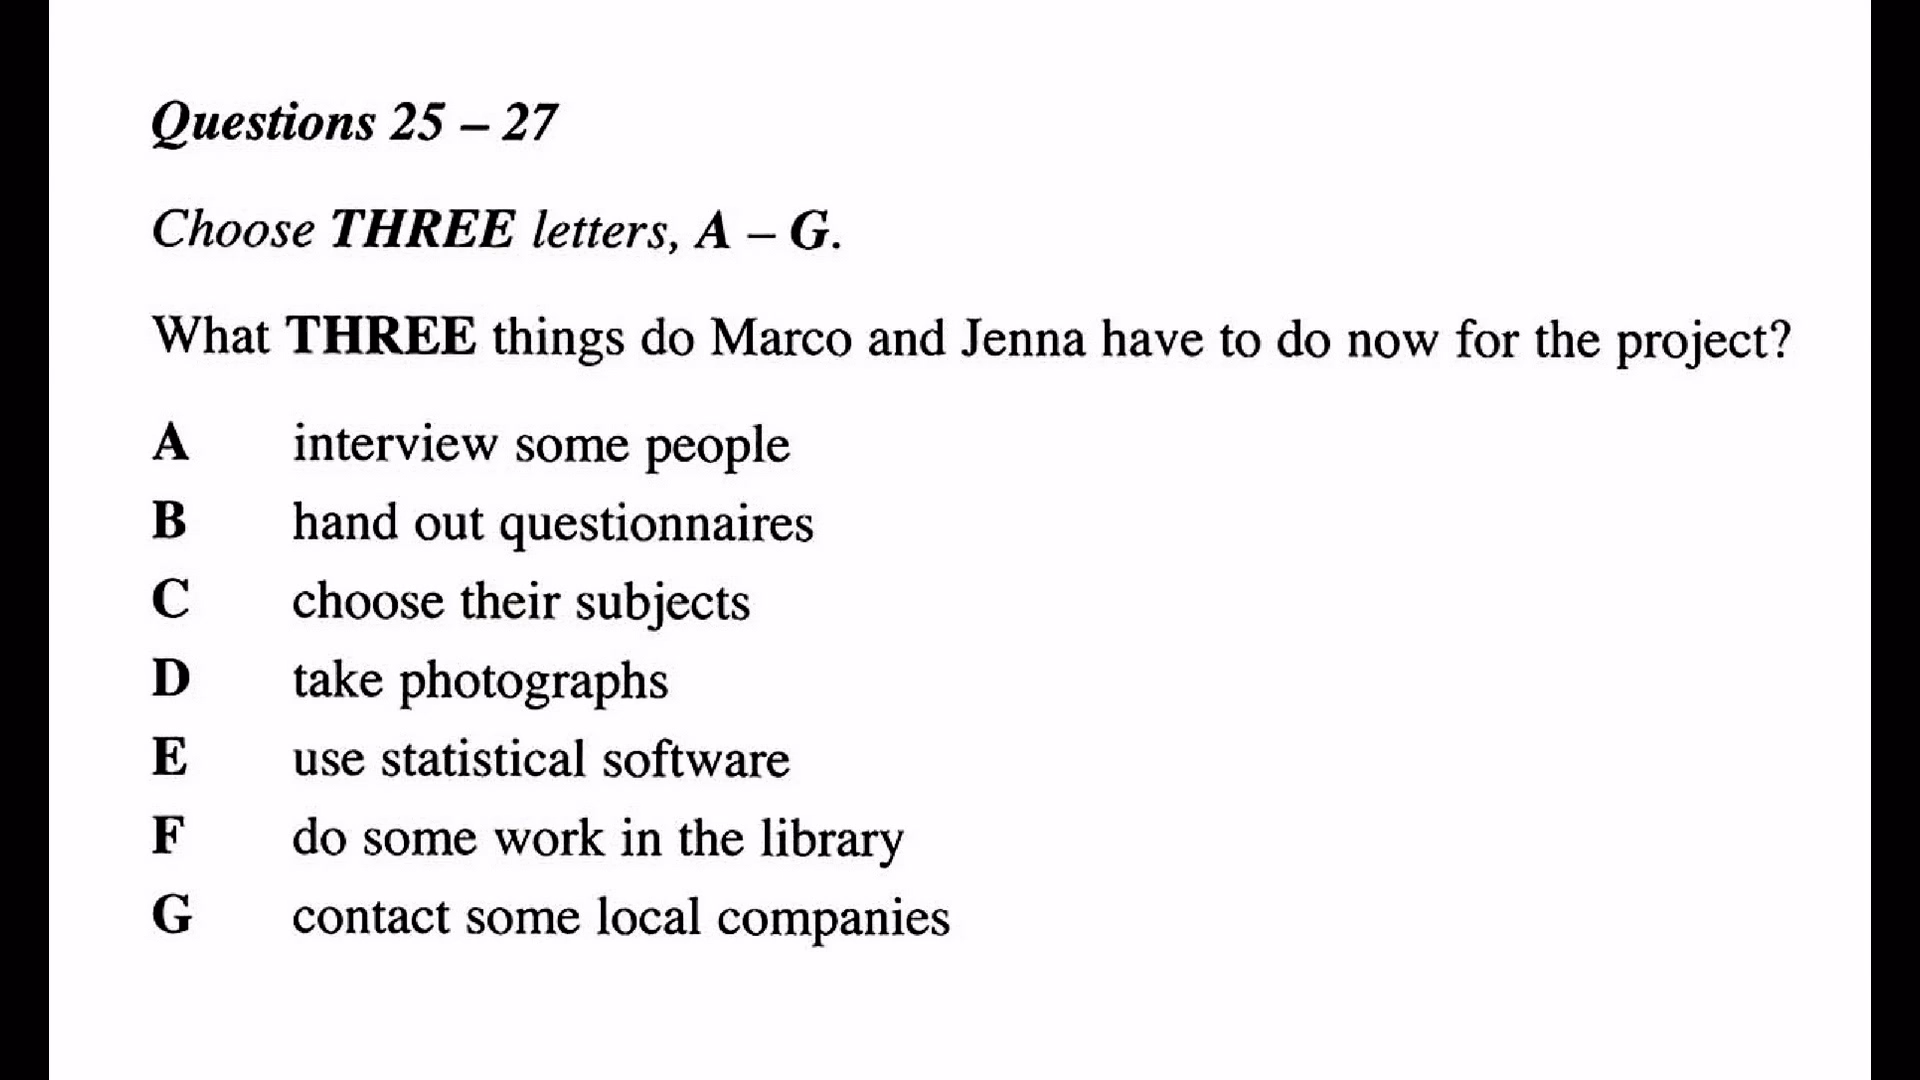 Questions 25 – 27
Choose THREE letters, A – G.
What THREE things do Marco and Jenna have to do now for the project?
A interview some people
B hand out questionnaires
C choose their subjects
D take photographs
E use statistical software
F do some work in the library
G contact some local companies